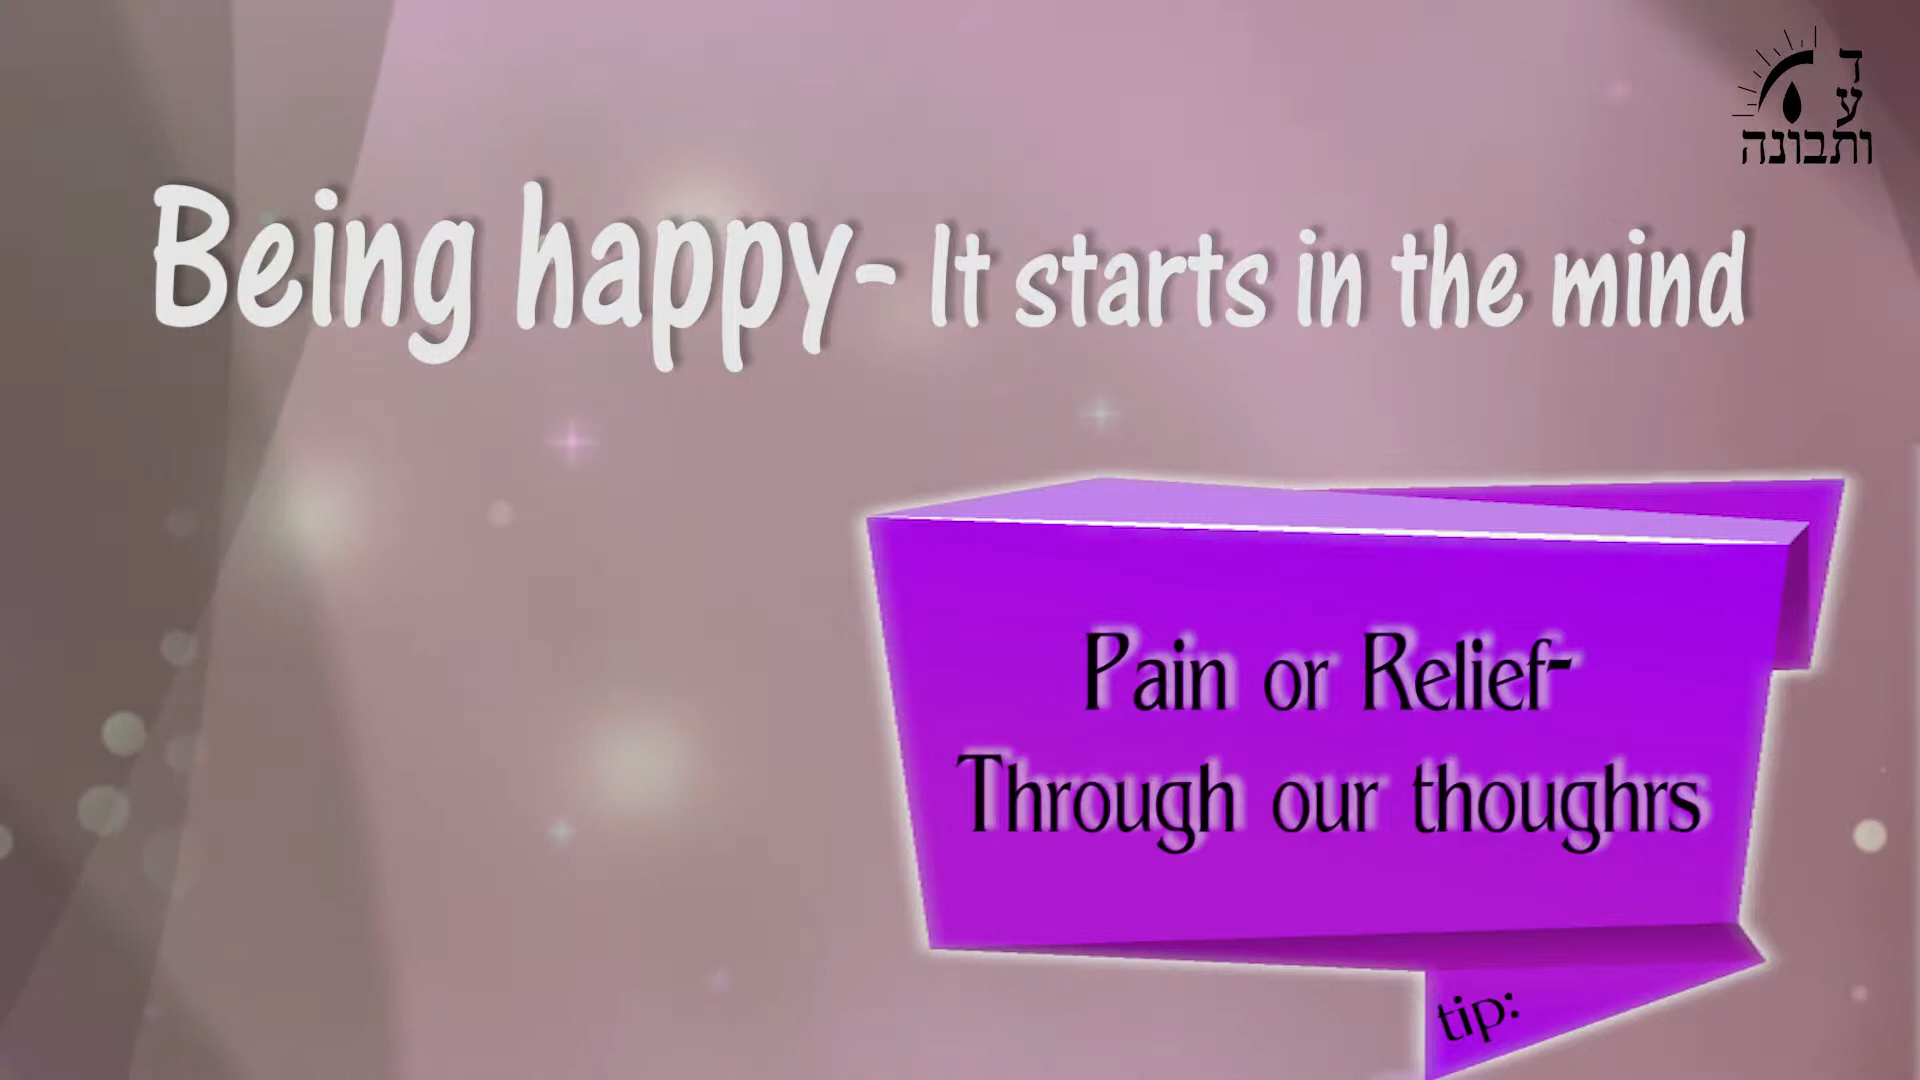 ד
ע
ותבונה
Being happy- It starts in the mind
Pain or Relief-
Through our thoughrs
tip: